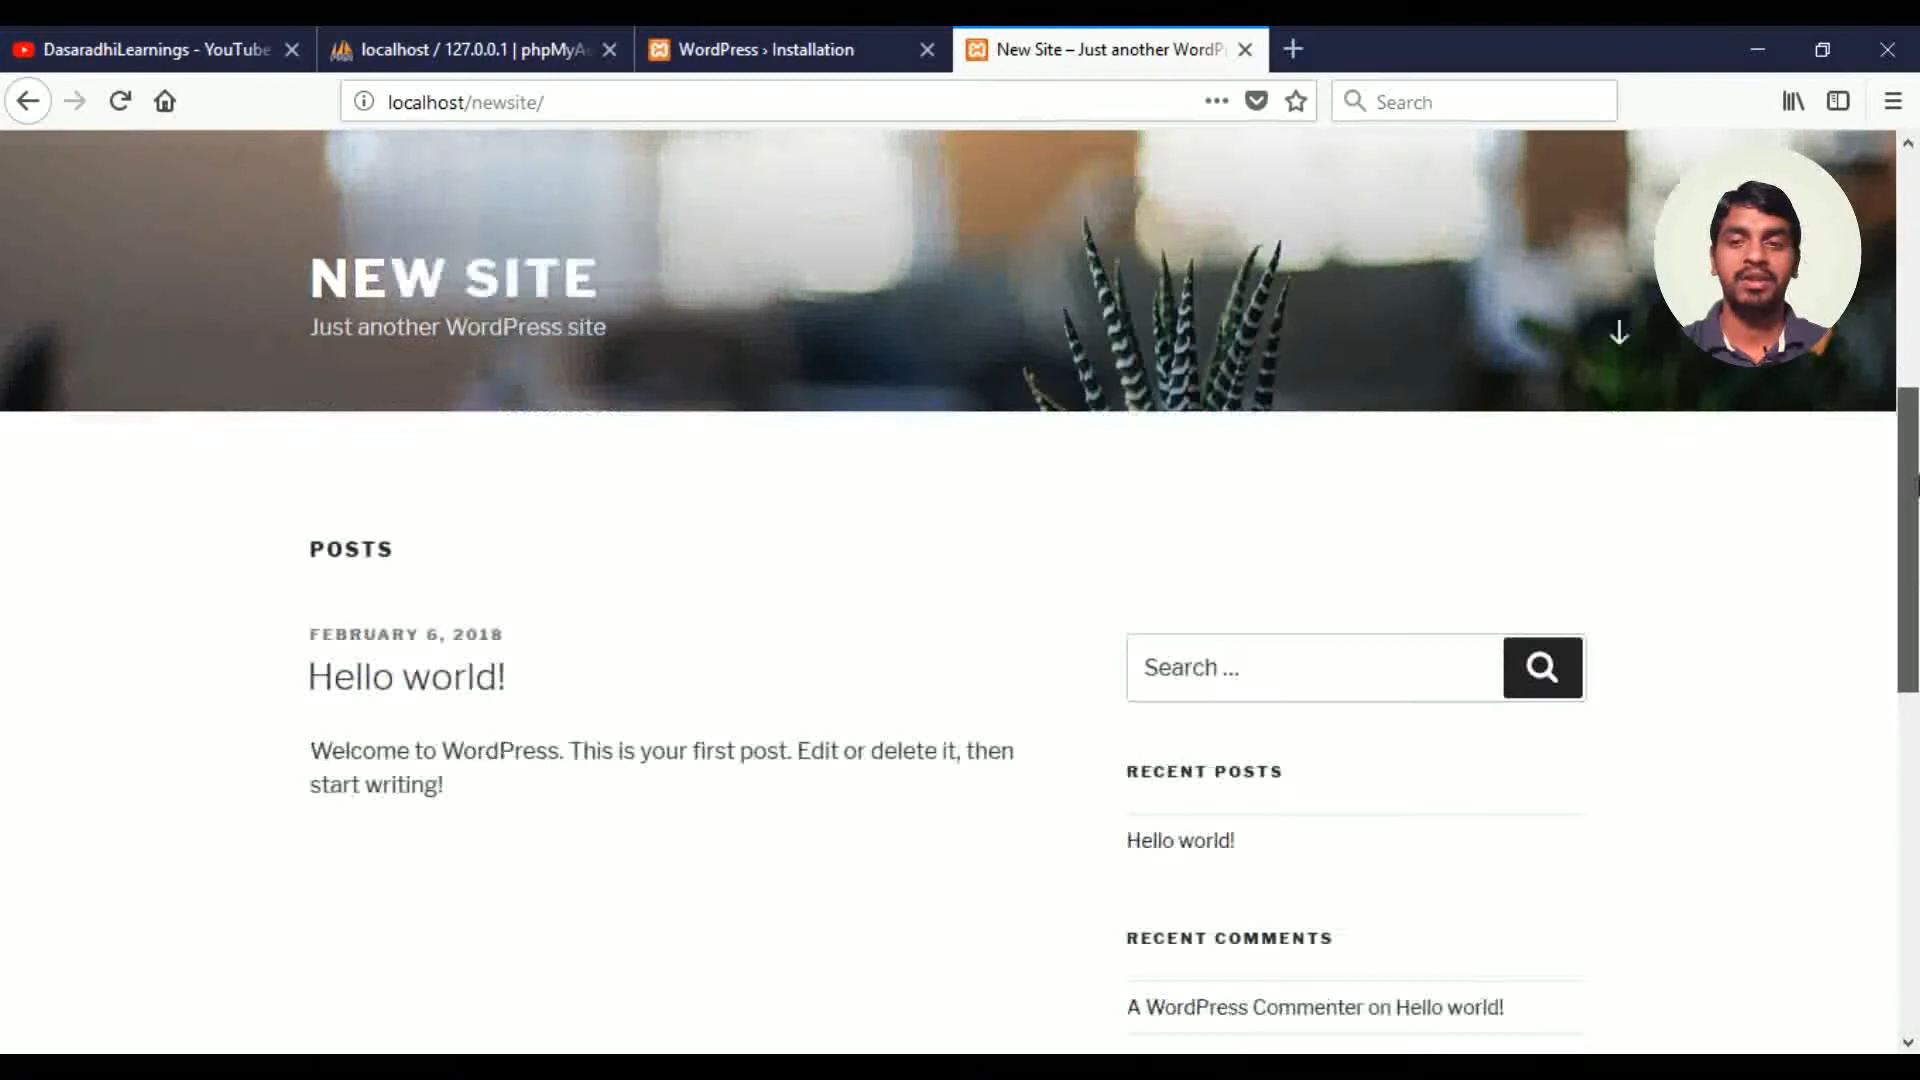 DasaradhiLearnings - YouTube
localhost / 127.0.0.1 | phpMyA
WordPress › Installation
New Site – Just another WordP
localhost/newsite/
Search
NEW SITE
Just another WordPress site
POSTS
FEBRUARY 6, 2018
Hello world!
Welcome to WordPress. This is your first post. Edit or delete it, then
start writing!
Search ...
RECENT POSTS
Hello world!
RECENT COMMENTS
A WordPress Commenter on Hello world!